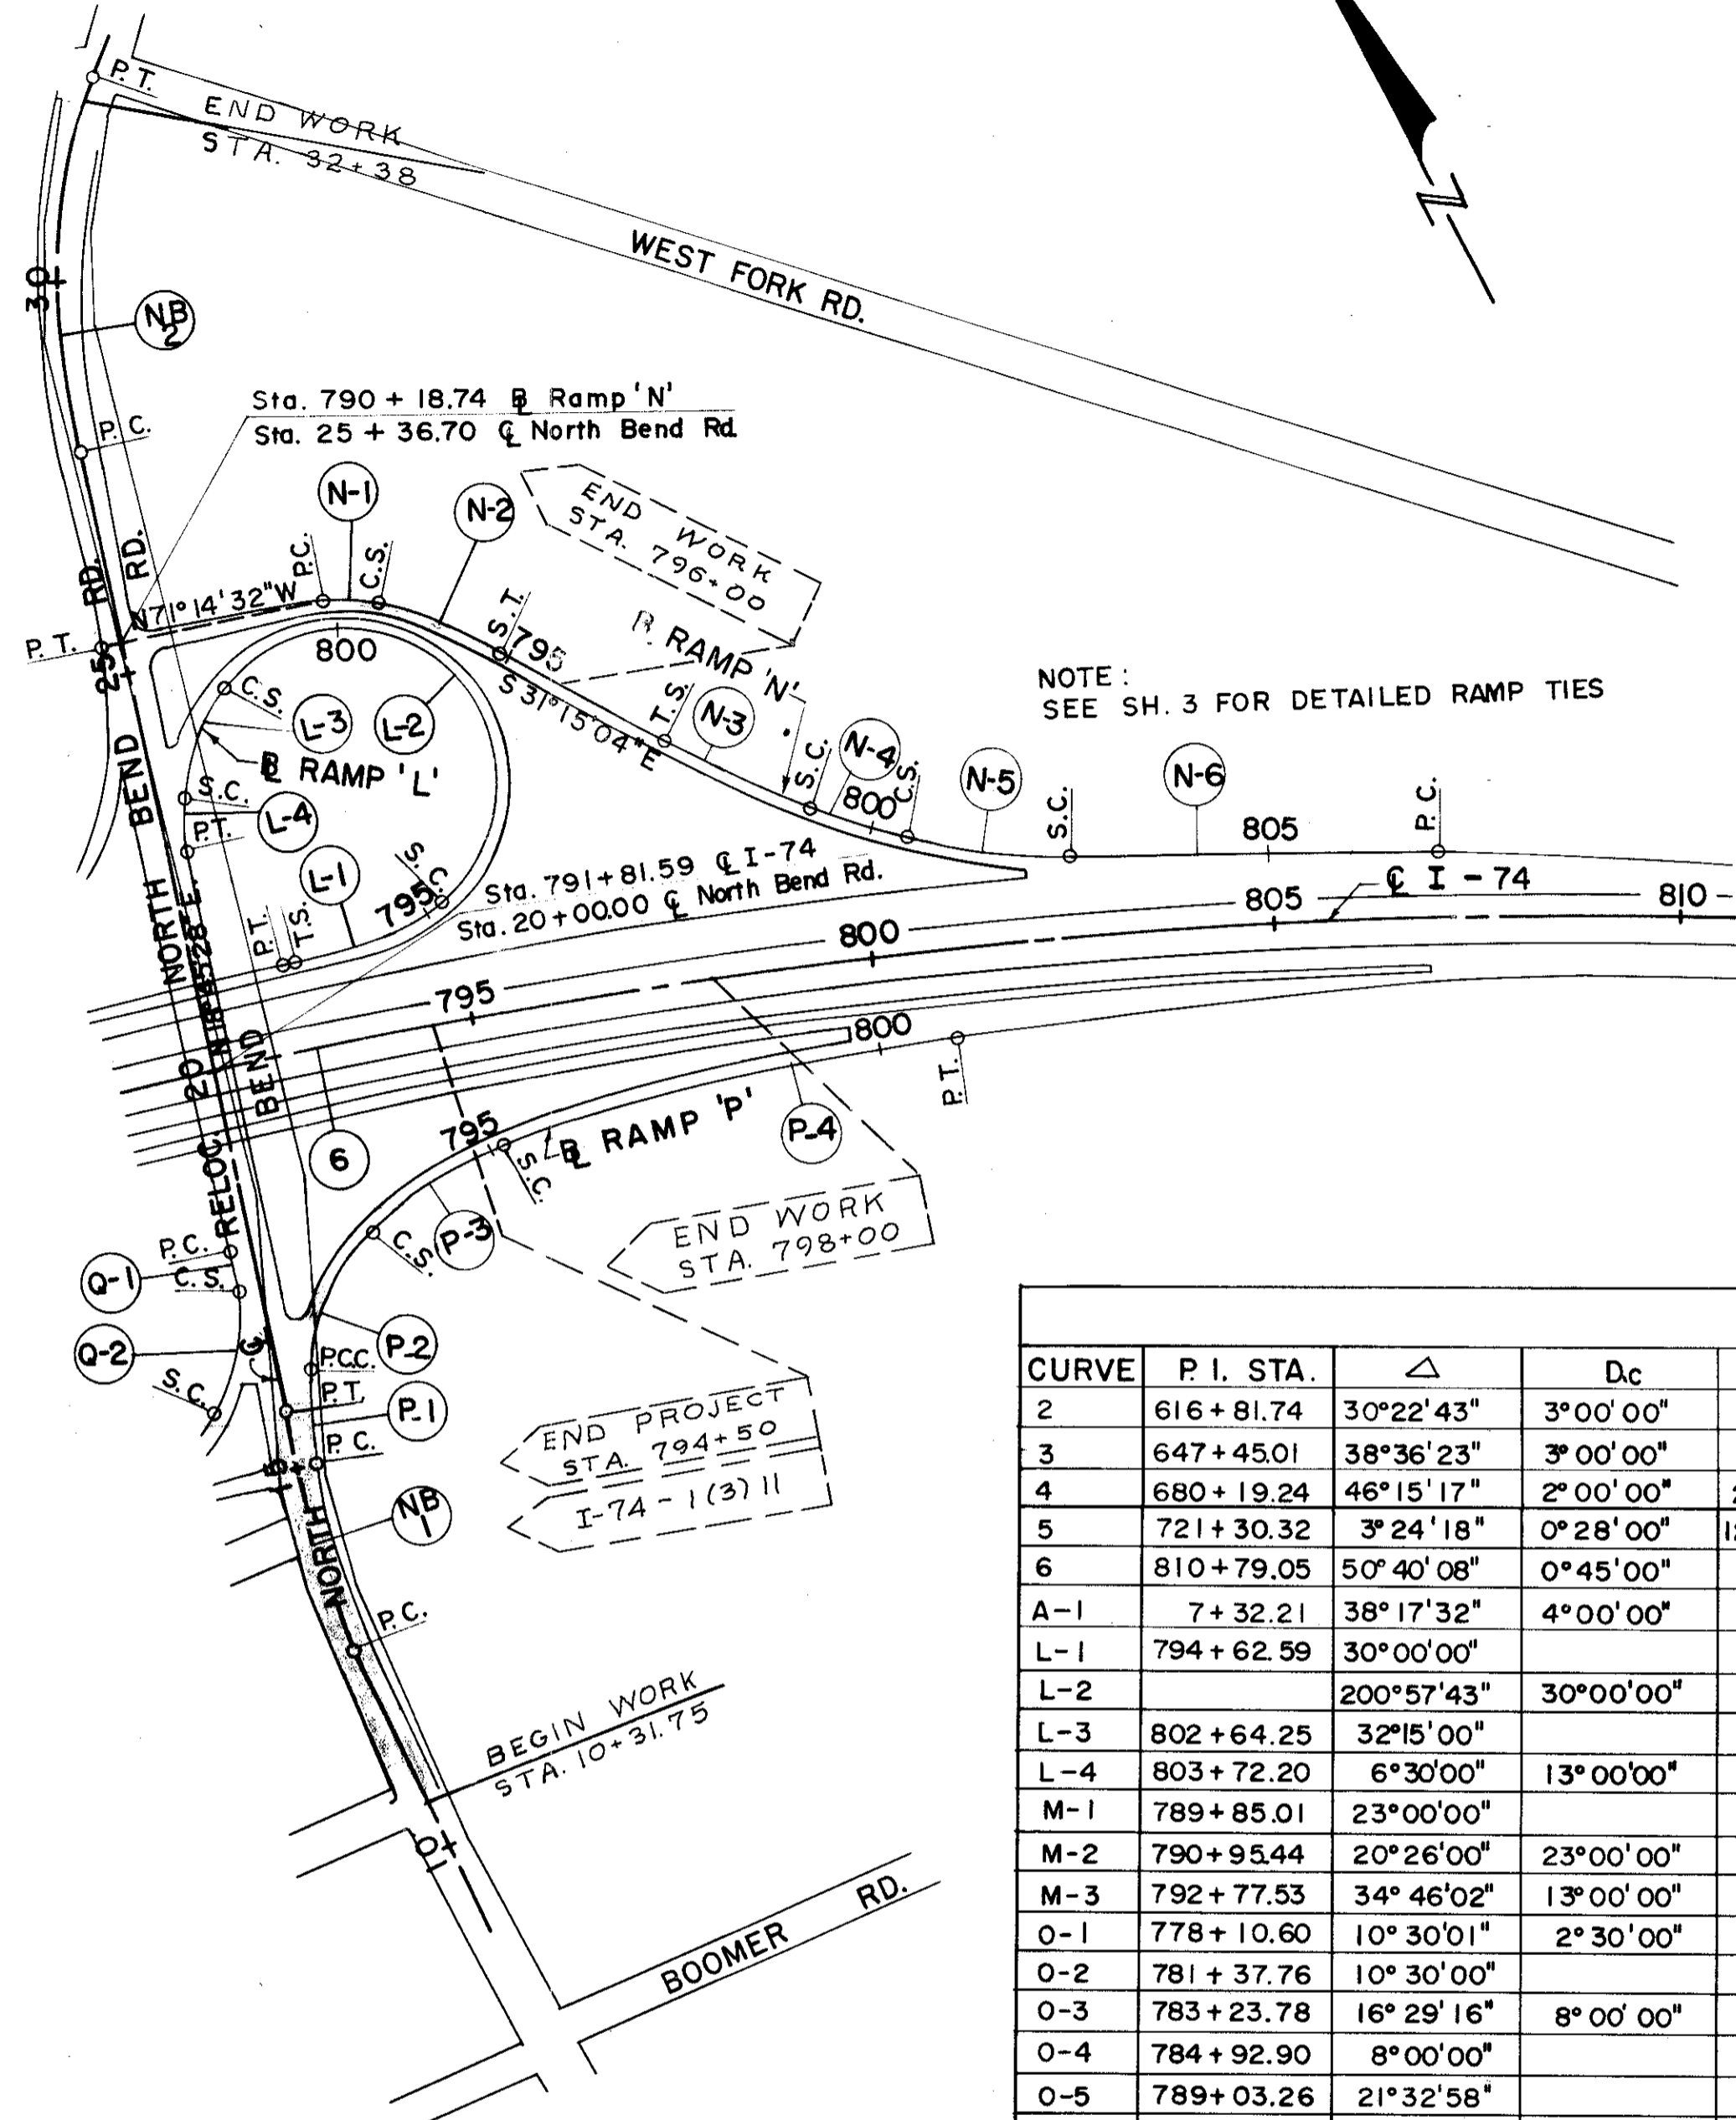 P.T.
END WORK
STA. 32+38
WEST FORK RD.
N
30
NB
2
P.C.
Sta. 790 + 18.74 ℄ Ramp 'N'
Sta. 25 + 36.70 ℄ North Bend Rd.
N-1
N-2
P.C.
C.S.
END WORK
STA. 796+00
N71°14'32"W
S.T.
795
RAMP 'N'
P.T.
25
RD.
RD.
800
S 31°15'04"E
T.S.
N-3
NOTE :
SEE SH. 3 FOR DETAILED RAMP TIES
C.S.
L-3
L-2
℄ RAMP 'L'
S.C.
N-4
800
C.S.
N-5
S.C.
N-6
805
P.C.
S.C.
L-4
P.T.
L-1
S.C.
795
Sta. 791+81.59 ℄ I-74
Sta. 20+00.00 ℄ North Bend Rd.
℄ I - 74
805
810
800
P.T.
T.S.
795
RELOC. NORTH BEND
20
BEND
800
P.T.
795
S.C.
℄ RAMP 'P'
P-4
6
P-3
C.S.
END WORK
STA. 798+00
P.C.
Q-1
C.S.
Q-2
S.C.
℄
P-2
P.C.C.
P.T.
P-1
P.C.
15
END PROJECT
STA. 794+50
I-74-1(3) 11
NB
1
NORTH
P.C.
BEGIN WORK
STA. 10+31.75
10
BOOMER RD.
CURVE P. I. STA. △ Dc
2 616+81.74 30°22'43" 3°00'00"
3 647+45.01 38°36'23" 3°00'00"
4 680+19.24 46°15'17" 2°00'00"
5 721+30.32 3°24'18" 0°28'00"
6 810+79.05 50°40'08" 0°45'00"
A-1 7+32.21 38°17'32" 4°00'00"
L-1 794+62.59 30°00'00"
L-2 200°57'43" 30°00'00"
L-3 802+64.25 32°15'00"
L-4 803+72.20 6°30'00" 13°00'00"
M-1 789+85.01 23°00'00"
M-2 790+95.44 20°26'00" 23°00'00"
M-3 792+77.53 34°46'02" 13°00'00"
O-1 778+10.60 10°30'01" 2°30'00"
O-2 781+37.76 10°30'00"
O-3 783+23.78 16°29'16" 8°00'00"
O-4 784+92.90 8°00'00"
O-5 789+03.26 21°32'58"